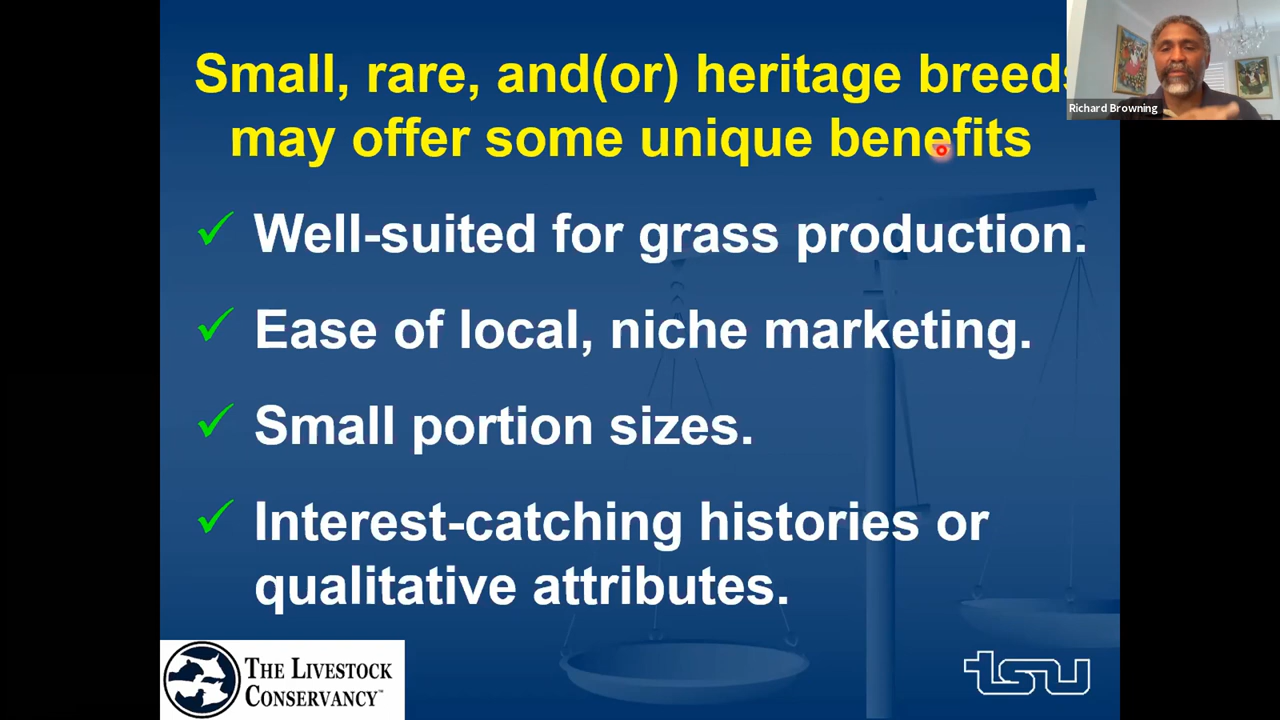 Small, rare, and(or) heritage breeds
may offer some unique benefits
Richard Browning
✓ Well-suited for grass production.
✓ Ease of local, niche marketing.
✓ Small portion sizes.
✓ Interest-catching histories or
qualitative attributes.
THE LIVESTOCK
CONSERVANCY™
tsu